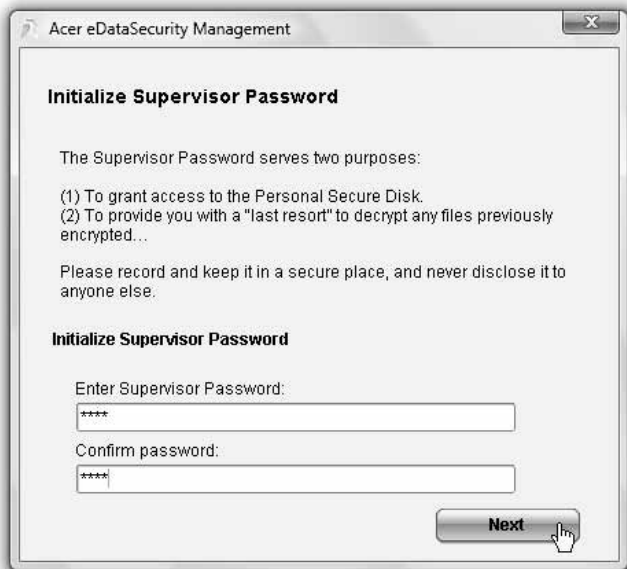 Acer eDataSecurity Management
Initialize Supervisor Password
The Supervisor Password serves two purposes:
(1) To grant access to the Personal Secure Disk.
(2) To provide you with a "last resort" to decrypt any files previously
encrypted...
Please record and keep it in a secure place, and never disclose it to
anyone else.
Initialize Supervisor Password
Enter Supervisor Password:
****
Confirm password:
****
Next